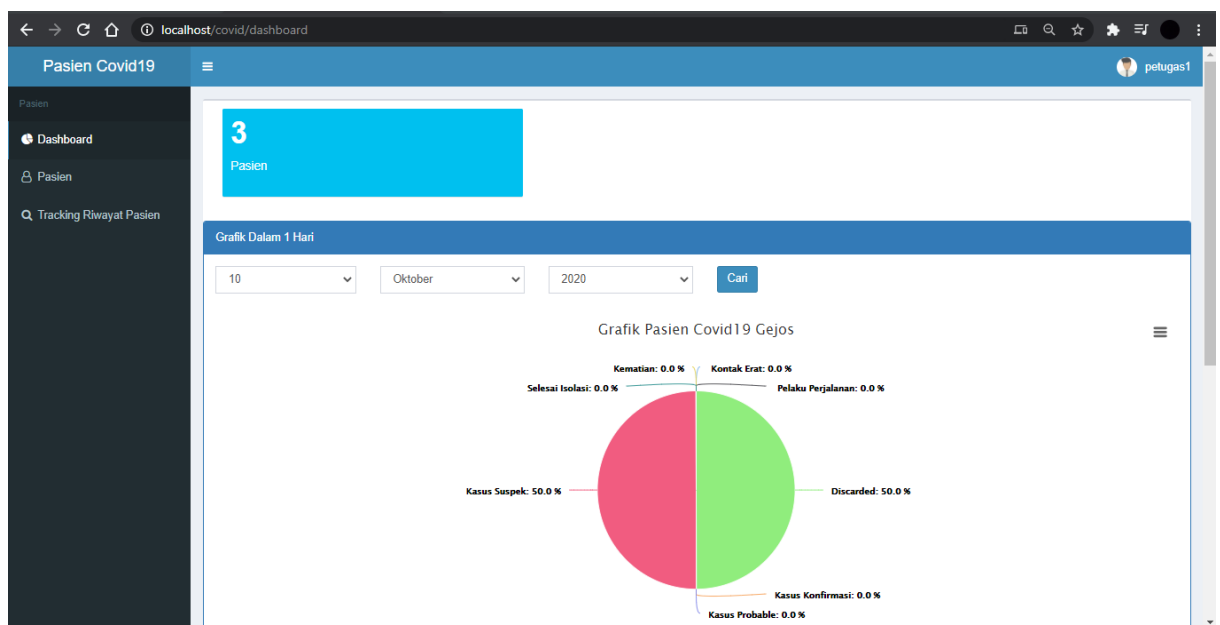 localhost/covid/dashboard
Pasien Covid19
petugas1
Pasien
Dashboard
Pasien
Tracking Riwayat Pasien
3
Pasien
Grafik Dalam 1 Hari
10 Oktober 2020 Cari
Grafik Pasien Covid19 Gejos
Kematian: 0.0 % Kontak Erat: 0.0 %
Selesai Isolasi: 0.0 % Pelaku Perjalanan: 0.0 %
Kasus Suspek: 50.0 % Discarded: 50.0 %
Kasus Konfirmasi: 0.0 %
Kasus Probable: 0.0 %